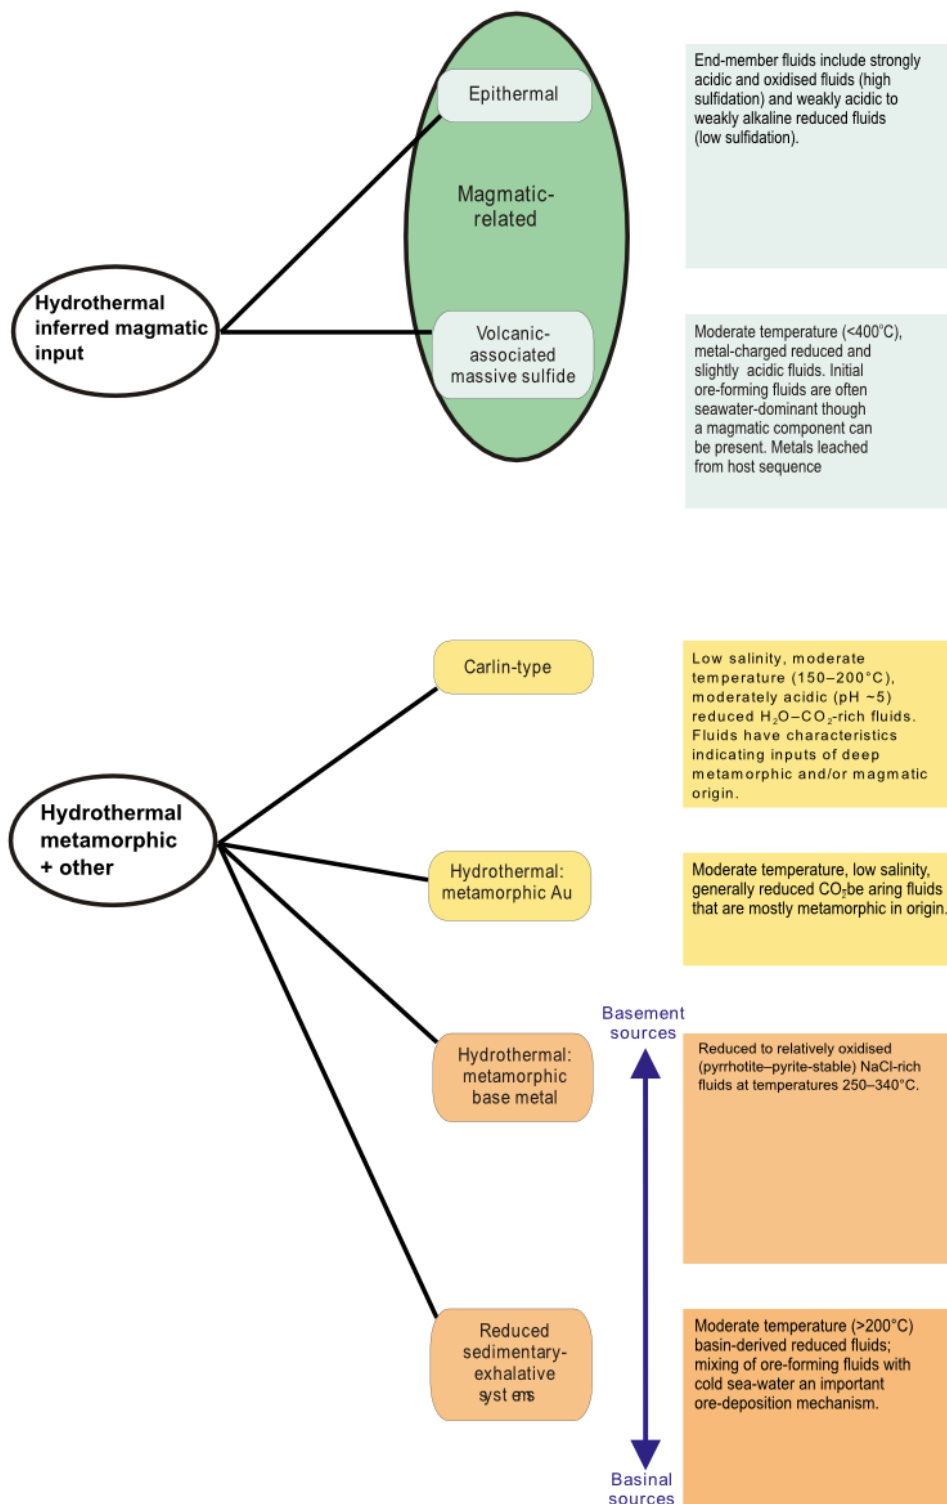 Epithermal
Magmatic-
related
Hydrothermal
inferred magmatic
input
Volcanic-
associated
massive sulfide
End-member fluids include strongly
acidic and oxidised fluids (high
sulfidation) and weakly acidic to
weakly alkaline reduced fluids
(low sulfidation).
Moderate temperature (<400°C),
metal-charged reduced and
slightly acidic fluids. Initial
ore-forming fluids are often
seawater-dominant though
a magmatic component can
be present. Metals leached
from host sequence
Carlin-type
Low salinity, moderate
temperature (150–200°C),
moderately acidic (pH ~5)
reduced H₂O–CO₂-rich fluids.
Fluids have characteristics
indicating inputs of deep
metamorphic and/or magmatic
origin.
Hydrothermal
metamorphic
+ other
Hydrothermal:
metamorphic Au
Moderate temperature, low salinity,
generally reduced CO₂-be aring fluids
that are mostly metamorphic in origin.
Basement
sources
Hydrothermal:
metamorphic
base metal
Reduced to relatively oxidised
(pyrrhotite–pyrite-stable) NaCl-rich
fluids at temperatures 250–340°C.
Reduced
sedimentary-
exhalative
systems
Moderate temperature (>200°C)
basin-derived reduced fluids;
mixing of ore-forming fluids with
cold sea-water an important
ore-deposition mechanism.
Basinal
sources